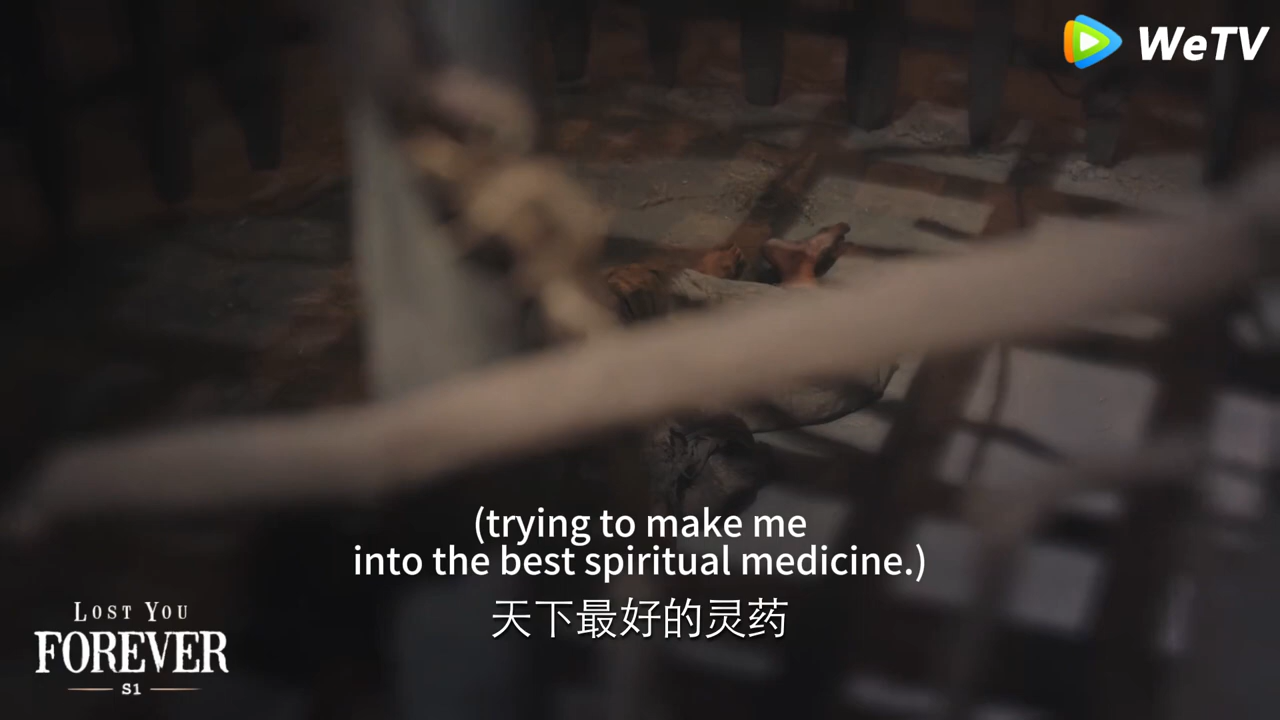 WeTV
(trying to make me
into the best spiritual medicine.)
天下最好的灵药
LOST YOU
FOREVER
S1